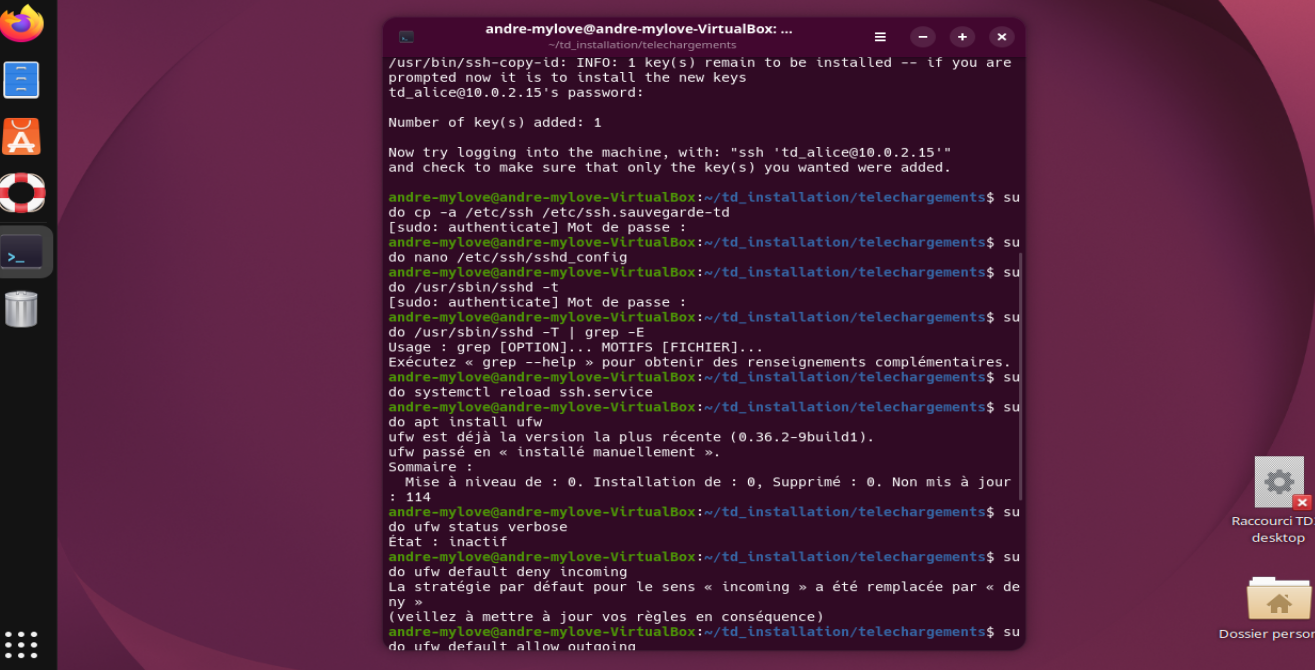 andre-mylove@andre-mylove-VirtualBox: ...
~/td_installation/telechargements
/usr/bin/ssh-copy-id: INFO: 1 key(s) remain to be installed -- if you are
prompted now it is to install the new keys
td_alice@10.0.2.15's password:
Number of key(s) added: 1
Now try logging into the machine, with: "ssh 'td_alice@10.0.2.15'"
and check to make sure that only the key(s) you wanted were added.
andre-mylove@andre-mylove-VirtualBox:~/td_installation/telechargements$ su
do cp -a /etc/ssh /etc/ssh.sauvegarde-td
[sudo: authenticate] Mot de passe :
andre-mylove@andre-mylove-VirtualBox:~/td_installation/telechargements$ su
do nano /etc/ssh/sshd_config
andre-mylove@andre-mylove-VirtualBox:~/td_installation/telechargements$ su
do /usr/sbin/sshd -t
[sudo: authenticate] Mot de passe :
andre-mylove@andre-mylove-VirtualBox:~/td_installation/telechargements$ su
do /usr/sbin/sshd -T | grep -E
Usage : grep [OPTION]... MOTIFS [FICHIER]...
Exécutez « grep --help » pour obtenir des renseignements complémentaires.
andre-mylove@andre-mylove-VirtualBox:~/td_installation/telechargements$ su
do systemctl reload ssh.service
andre-mylove@andre-mylove-VirtualBox:~/td_installation/telechargements$ su
do apt install ufw
ufw est déjà la version la plus récente (0.36.2-9build1).
ufw passé en « installé manuellement ».
Sommaire :
  Mise à niveau de : 0. Installation de : 0, Supprimé : 0. Non mis à jour
: 114
andre-mylove@andre-mylove-VirtualBox:~/td_installation/telechargements$ su
do ufw status verbose
État : inactif
andre-mylove@andre-mylove-VirtualBox:~/td_installation/telechargements$ su
do ufw default deny incoming
La stratégie par défaut pour le sens « incoming » a été remplacée par « de
ny »
(veillez à mettre à jour vos règles en conséquence)
andre-mylove@andre-mylove-VirtualBox:~/td_installation/telechargements$ su
do ufw default allow outgoing
Raccourci TD
desktop
Dossier person